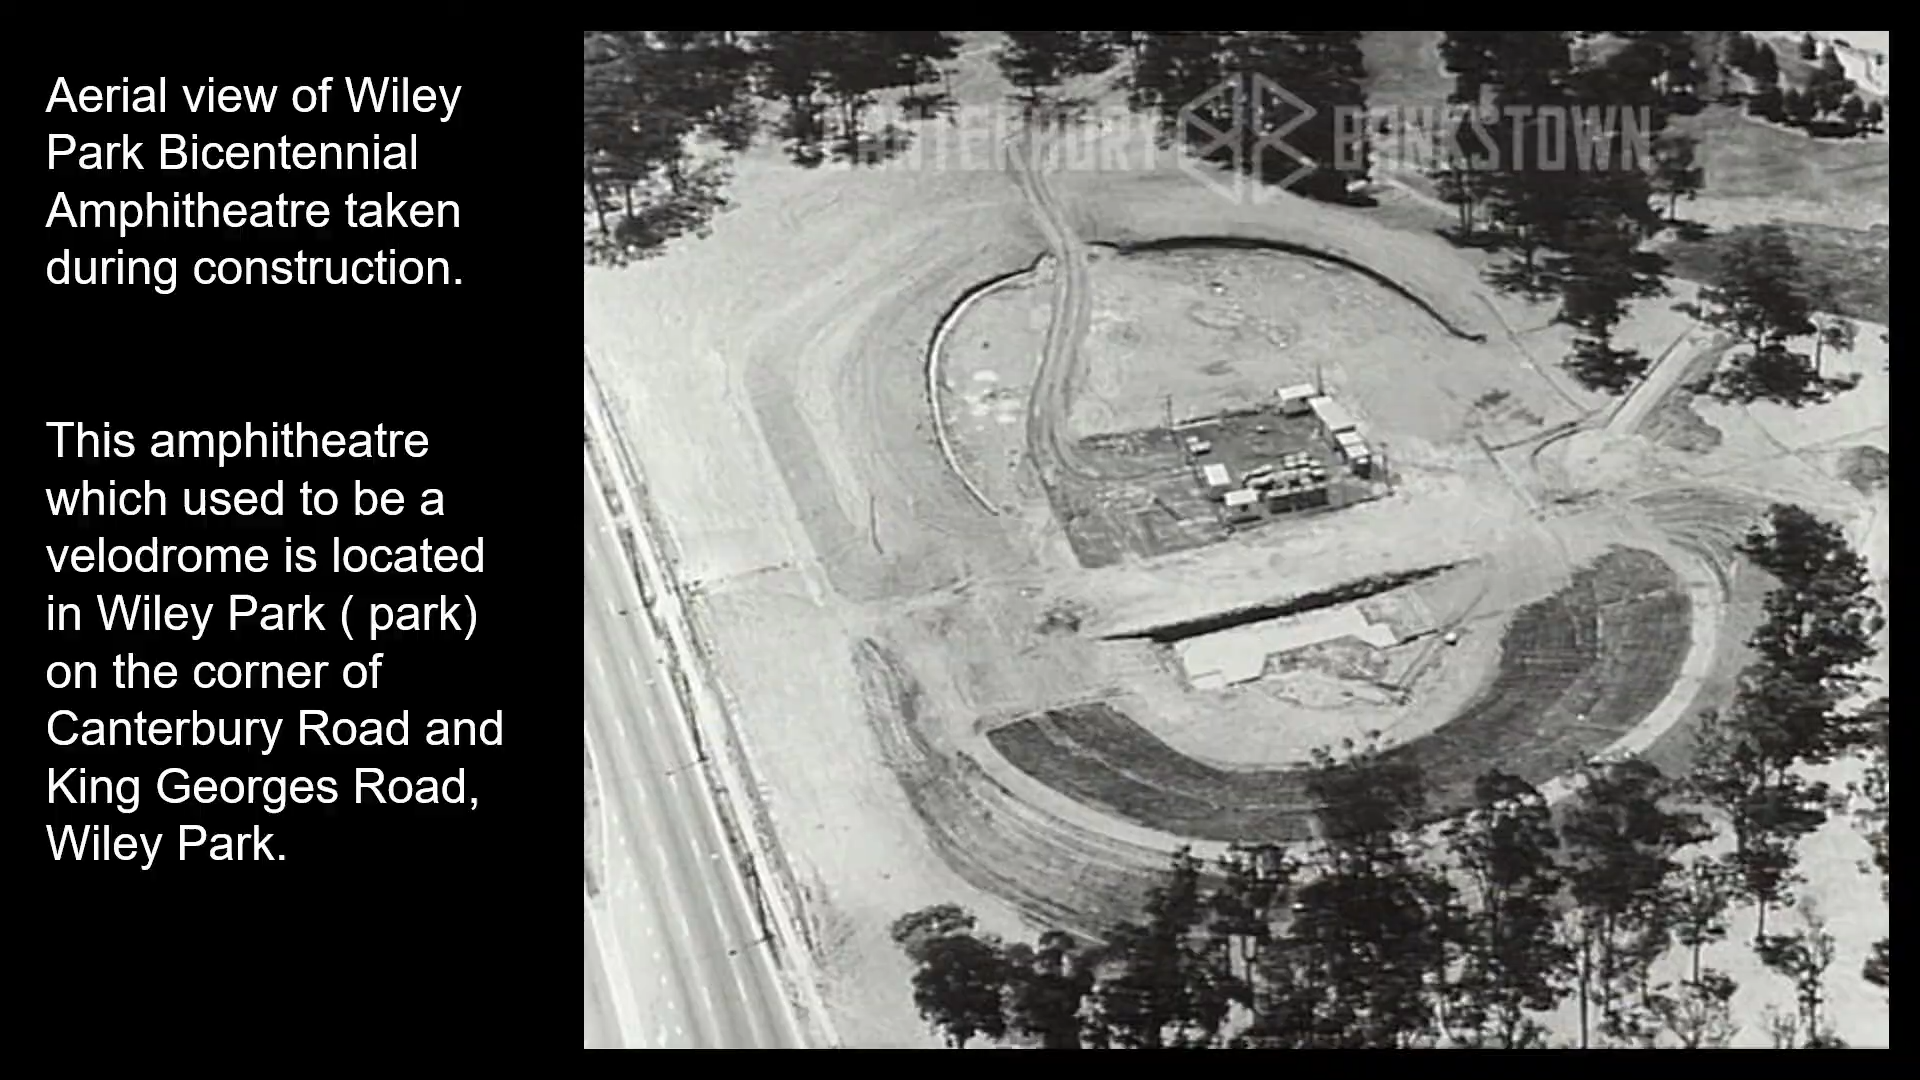 Aerial view of Wiley
Park Bicentennial
Amphitheatre taken
during construction.
This amphitheatre
which used to be a
velodrome is located
in Wiley Park ( park)
on the corner of
Canterbury Road and
King Georges Road,
Wiley Park.
CANTERBURY BANKSTOWN